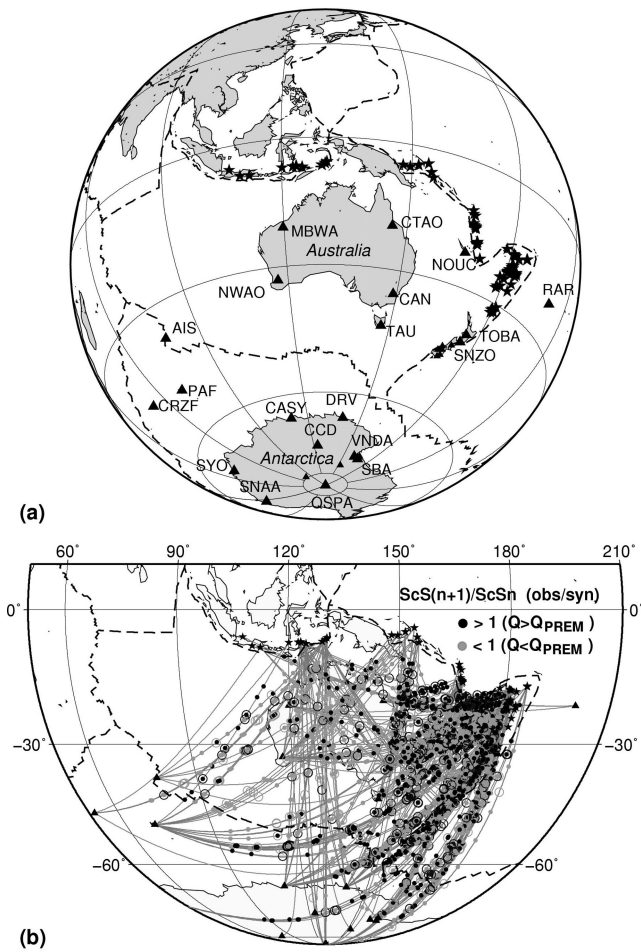 MBWA
CTAO
Australia
NOUC
NWAO
RAR
CAN
AIS
TAU
TOBA
SNZO
PAF
CRZF
CASY
DRV
CCD
VNDA
Antarctica
SYO
SBA
SNAA
QSPA
(a)
60° 90° 120° 150° 180° 210°
ScS(n+1)/ScSn (obs/syn)
0° 0°
> 1 ( Q>QPREM )
< 1 ( Q<QPREM )
−30° −30°
−60° −60°
(b)